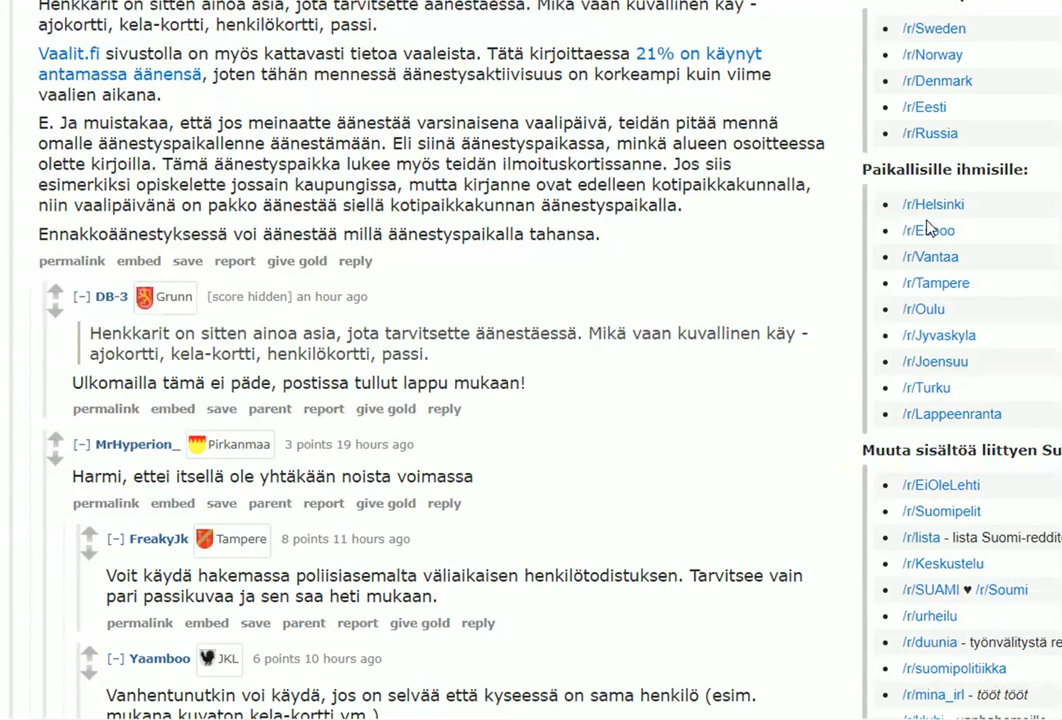 Henkkarit on sitten ainoa asia, jota tarvitsette äänestäessä. Mikä vaan kuvallinen käy -
ajokortti, kela-kortti, henkilökortti, passi.
Vaalit.fi sivustolla on myös kattavasti tietoa vaaleista. Tätä kirjoittaessa 21% on käynyt
antamassa äänensä, joten tähän mennessä äänestysaktiivisuus on korkeampi kuin viime
vaalien aikana.
E. Ja muistakaa, että jos meinaatte äänestää varsinaisena vaalipäivä, teidän pitää mennä
omalle äänestyspaikallenne äänestämään. Eli siinä äänestyspaikassa, minkä alueen osoitteessa
olette kirjoilla. Tämä äänestyspaikka lukee myös teidän ilmoituskortissanne. Jos siis
esimerkiksi opiskelette jossain kaupungissa, mutta kirjanne ovat edelleen kotipaikkakunnalla,
niin vaalipäivänä on pakko äänestää siellä kotipaikkakunnan äänestyspaikalla.
Ennakkoäänestyksessä voi äänestää millä äänestyspaikalla tahansa.
permalink embed save report give gold reply
[–] DB-3 Grunn [score hidden] an hour ago
Henkkarit on sitten ainoa asia, jota tarvitsette äänestäessä. Mikä vaan kuvallinen käy -
ajokortti, kela-kortti, henkilökortti, passi.
Ulkomailla tämä ei päde, postissa tullut lappu mukaan!
permalink embed save parent report give gold reply
[–] MrHyperion_ Pirkanmaa 3 points 19 hours ago
Harmi, ettei itsellä ole yhtäkään noista voimassa
permalink embed save parent report give gold reply
[–] FreakyJk Tampere 8 points 11 hours ago
Voit käydä hakemassa poliisiasemalta väliaikaisen henkilötodistuksen. Tarvitsee vain
pari passikuvaa ja sen saa heti mukaan.
permalink embed save parent report give gold reply
[–] Yaamboo JKL 6 points 10 hours ago
Vanhentunutkin voi käydä, jos on selvää että kyseessä on sama henkilö (esim.
mukana kuvaton kela-kortti ym.)
/r/Sweden
/r/Norway
/r/Denmark
/r/Eesti
/r/Russia
Paikallisille ihmisille:
/r/Helsinki
/r/Espoo
/r/Vantaa
/r/Tampere
/r/Oulu
/r/Jyvaskyla
/r/Joensuu
/r/Turku
/r/Lappeenranta
Muuta sisältöä liittyen Su
/r/EiOleLehti
/r/Suomipelit
/r/lista - lista Suomi-reddit
/r/Keskustelu
/r/SUAMI ♥ /r/Soumi
/r/urheilu
/r/duunia - työnvälitystä re
/r/suomipolitiikka
/r/mina_irl - tööt tööt